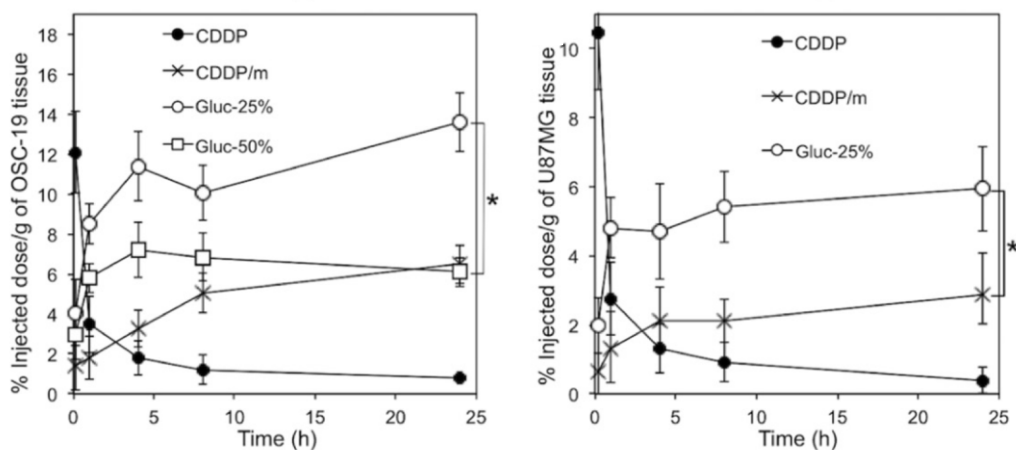 % Injected dose/g of OSC-19 tissue
18
16
14
12
10
8
6
4
2
0
CDDP
CDDP/m
Gluc-25%
Gluc-50%
*
0 5 10 15 20 25
Time (h)
% Injected dose/g of U87MG tissue
10
8
6
4
2
0
CDDP
CDDP/m
Gluc-25%
*
0 5 10 15 20 25
Time (h)